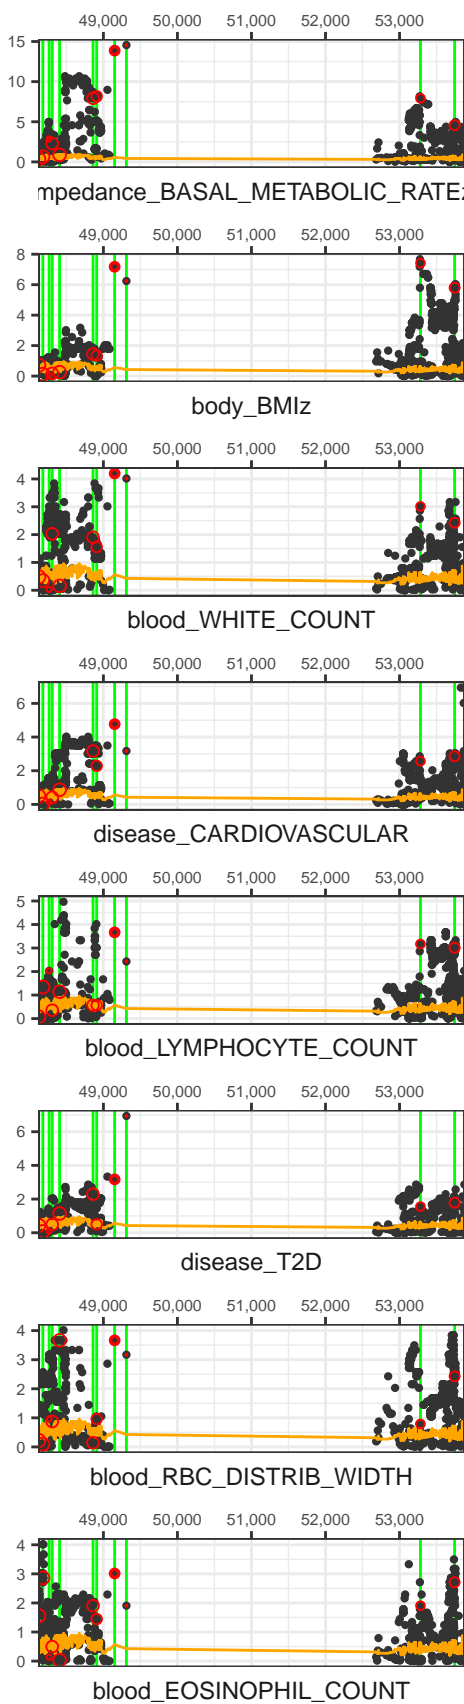 49,000 50,000 51,000 52,000 53,000
15
10
5
0
mpedance_BASAL_METABOLIC_RATEz
49,000 50,000 51,000 52,000 53,000
8
6
4
2
0
body_BMIz
49,000 50,000 51,000 52,000 53,000
4
3
2
1
0
blood_WHITE_COUNT
49,000 50,000 51,000 52,000 53,000
6
4
2
0
disease_CARDIOVASCULAR
49,000 50,000 51,000 52,000 53,000
5
4
3
2
1
0
blood_LYMPHOCYTE_COUNT
49,000 50,000 51,000 52,000 53,000
6
4
2
0
disease_T2D
49,000 50,000 51,000 52,000 53,000
4
3
2
1
0
blood_RBC_DISTRIB_WIDTH
49,000 50,000 51,000 52,000 53,000
4
3
2
1
0
blood_EOSINOPHIL_COUNT